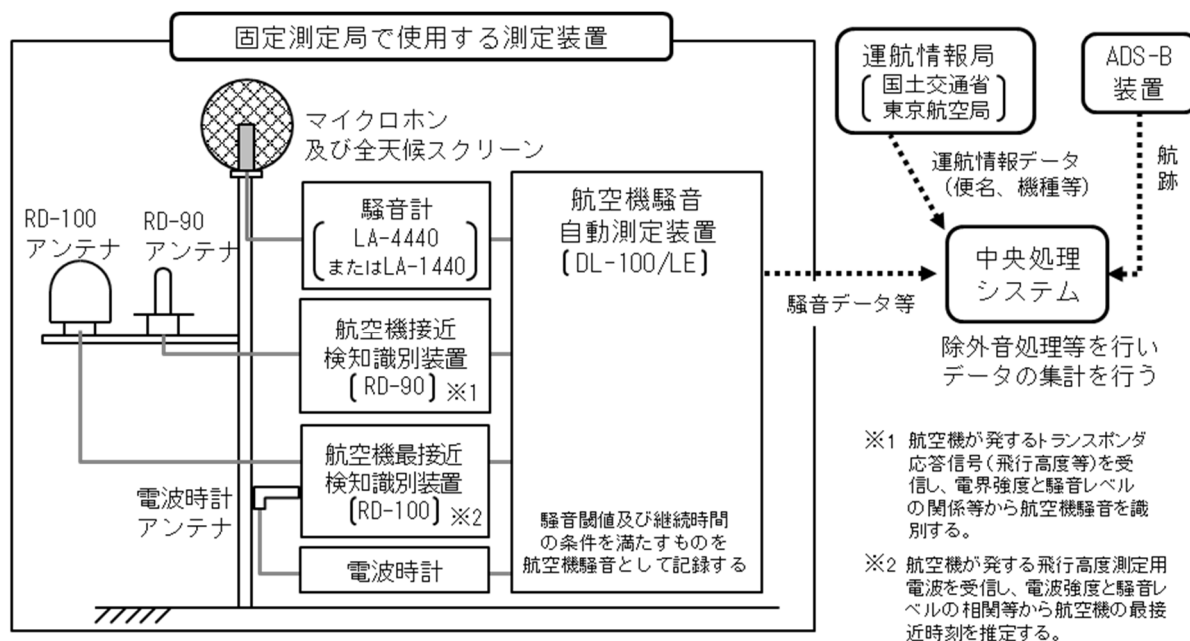 固定測定局で使用する測定装置
マイクロホン
及び全天候スクリーン
RD-100
アンテナ
RD-90
アンテナ
騒音計
LA-4440
またはLA-1440
航空機接近
検知識別装置
[RD-90] ※1
航空機最接近
検知識別装置
[RD-100] ※2
電波時計
アンテナ
電波時計
航空機騒音
自動測定装置
[DL-100/LE]
騒音閾値及び継続時間
の条件を満たすものを
航空機騒音として記録する
騒音データ等
運航情報局
国土交通省
東京航空局
運航情報データ
(便名、機種等)
ADS-B
装置
航跡
中央処理
システム
除外音処理等を行い
データの集計を行う
※1 航空機が発するトランスポンダ
応答信号(飛行高度等)を受
信し、電界強度と騒音レベル
の関係等から航空機騒音を識
別する。
※2 航空機が発する飛行高度測定用
電波を受信し、電波強度と騒音レ
ベルの相関等から航空機の最接
近時刻を推定する。